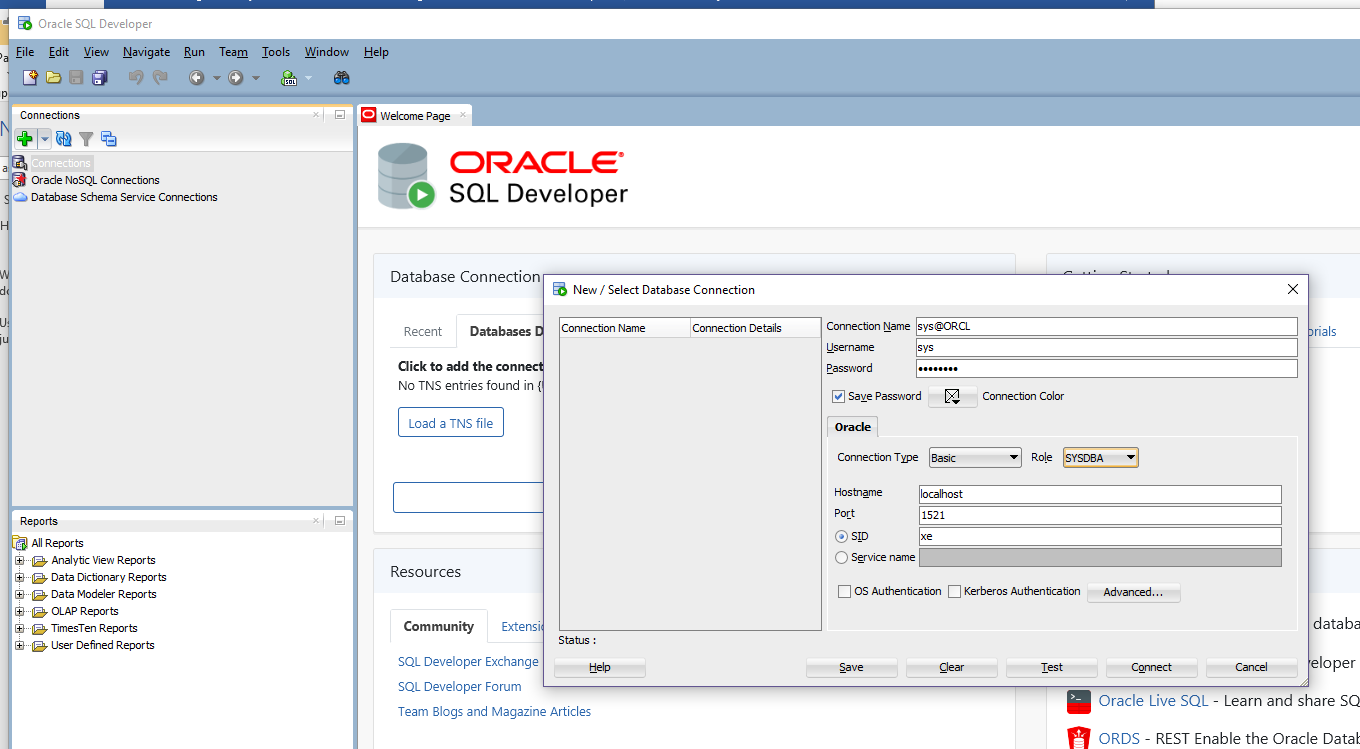 Oracle SQL Developer
File Edit View Navigate Run Team Tools Window Help
Connections
Connections
Oracle NoSQL Connections
Database Schema Service Connections
Reports
All Reports
Analytic View Reports
Data Dictionary Reports
Data Modeler Reports
OLAP Reports
TimesTen Reports
User Defined Reports
Welcome Page
ORACLE
SQL Developer
Database Connection
Recent
Databases D
Click to add the connect
No TNS entries found in {
Load a TNS file
Resources
Community
Extensio
SQL Developer Exchange
SQL Developer Forum
Team Blogs and Magazine Articles
New / Select Database Connection
Connection Name Connection Details
Connection Name sys@ORCL
Username sys
Password ••••••••
Save Password Connection Color
Oracle
Connection Type Basic Role SYSDBA
Hostname localhost
Port 1521
SID xe
Service name
OS Authentication Kerberos Authentication Advanced...
Status :
Help Save Clear Test Connect Cancel
orials
databa
veloper
Oracle Live SQL - Learn and share SQ
ORDS - REST Enable the Oracle Datab